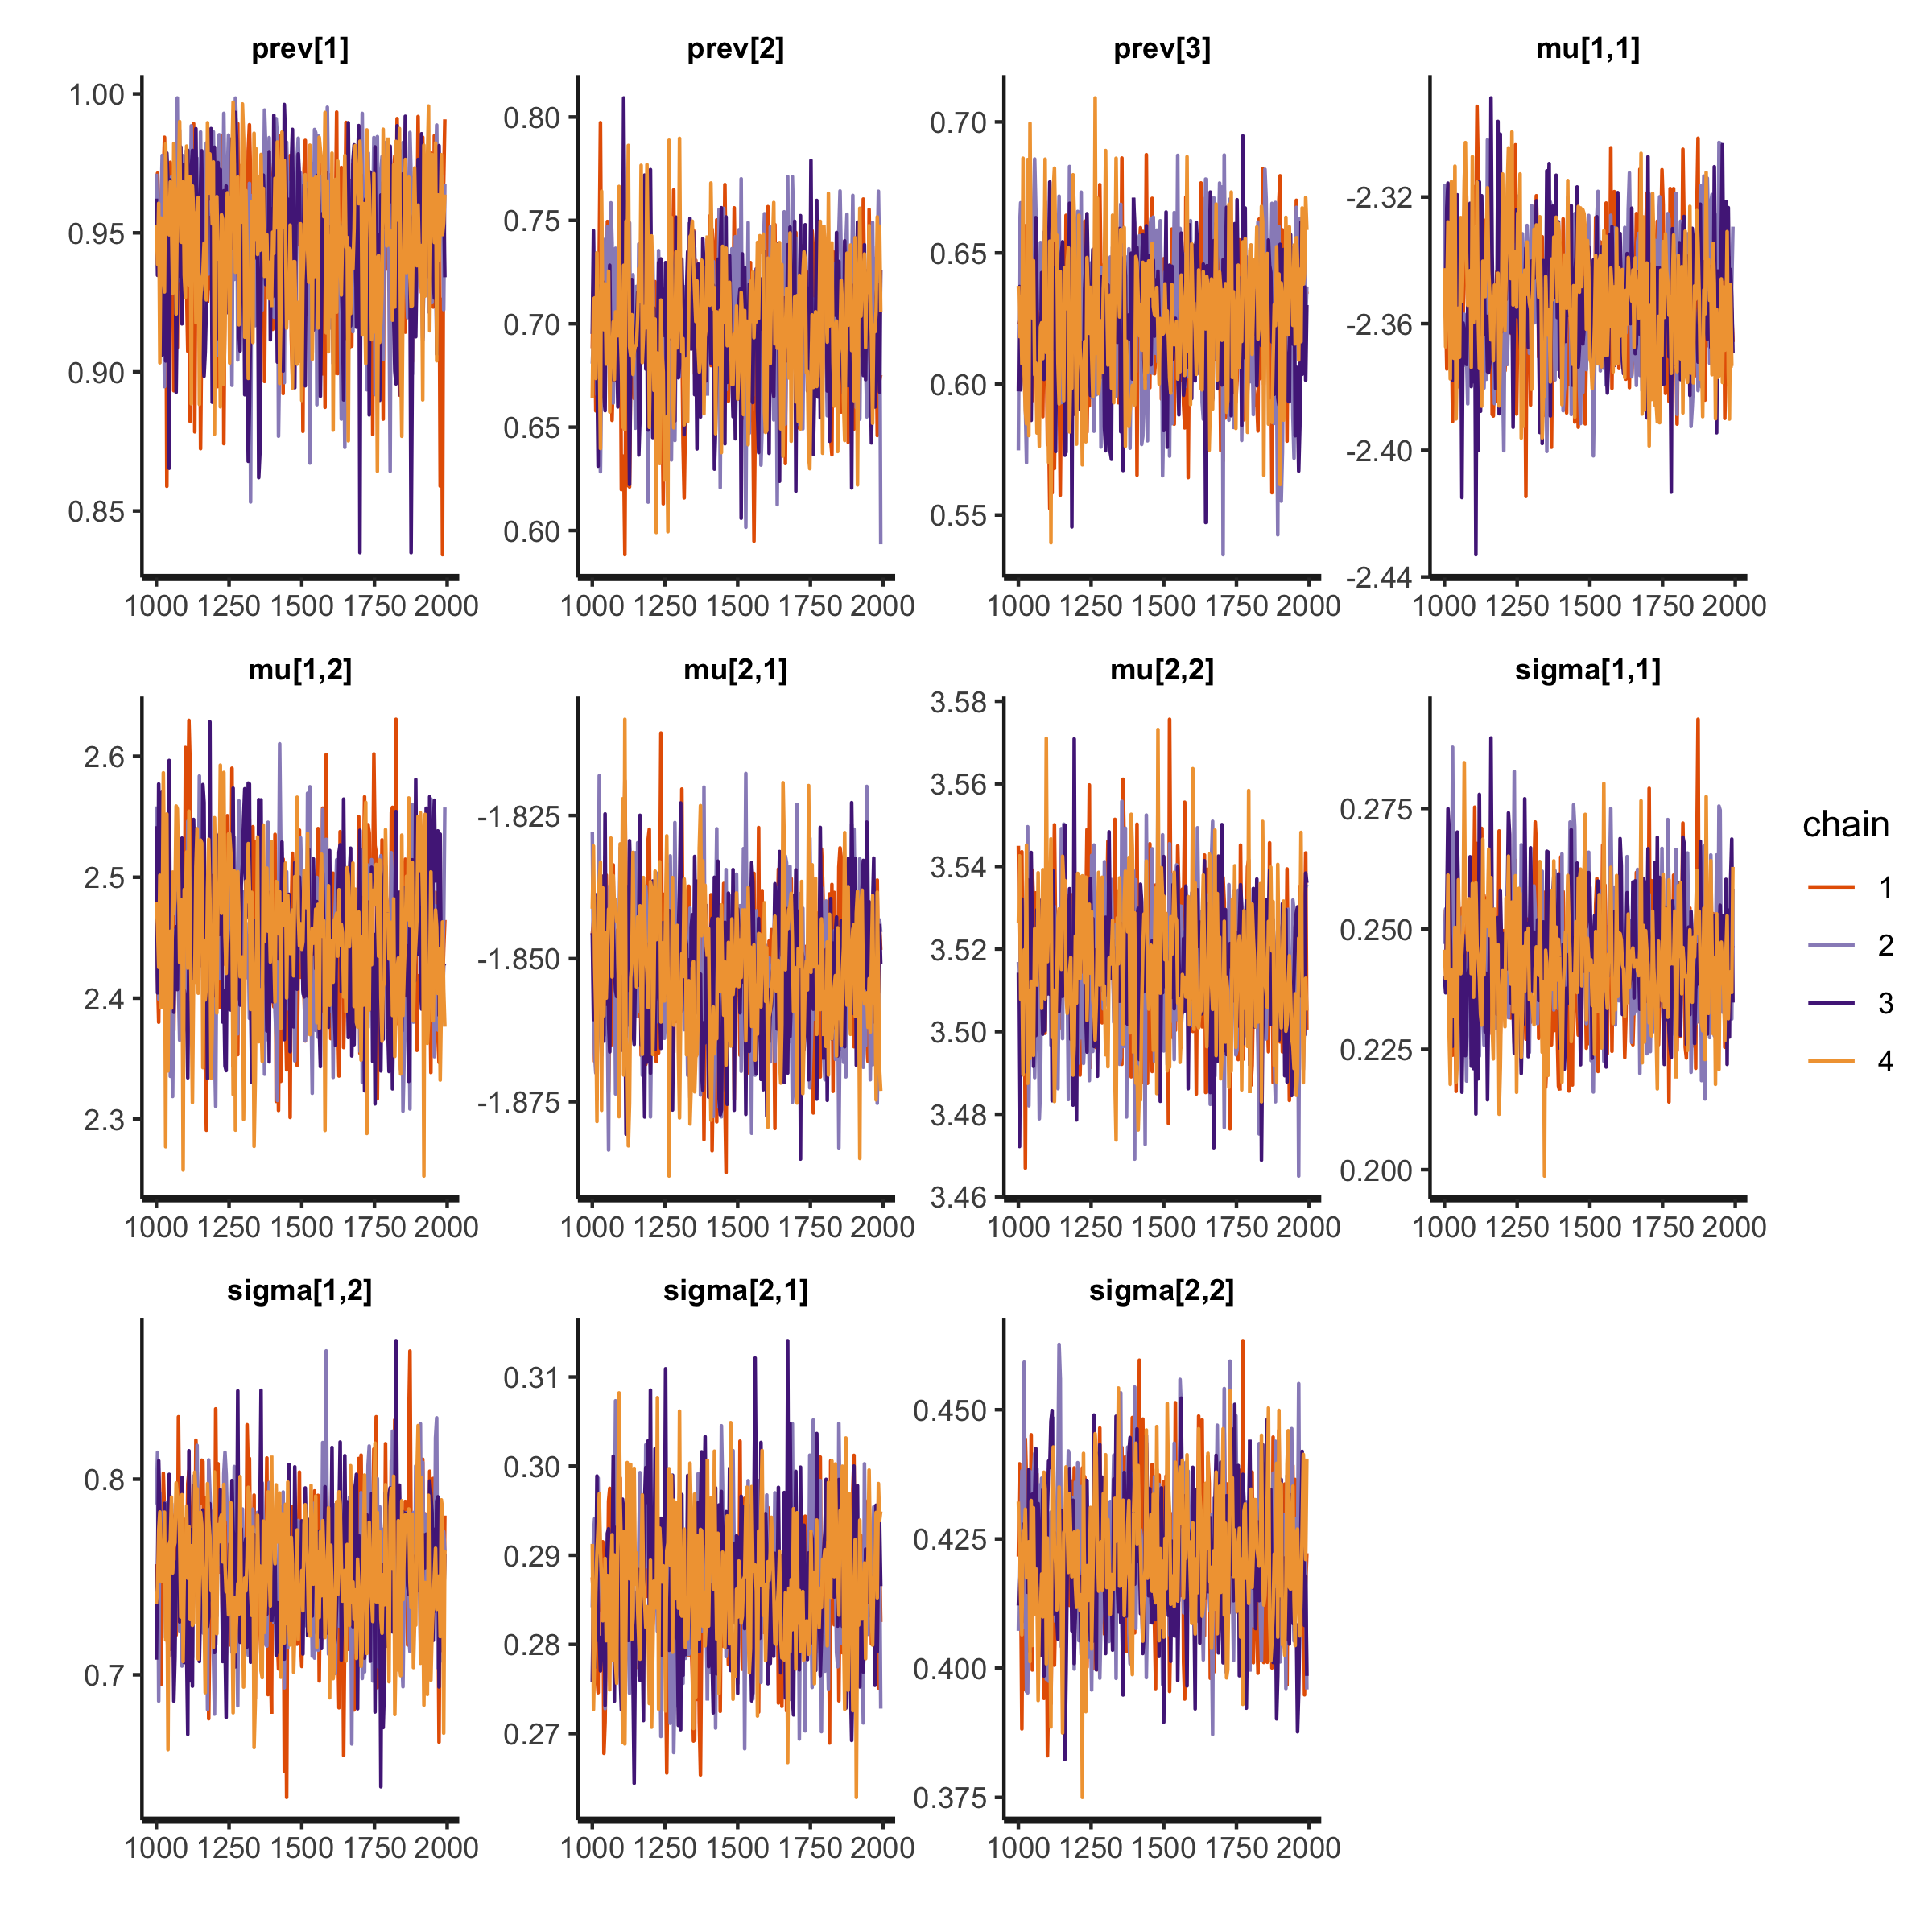 prev[1] prev[2] prev[3] mu[1,1]
1.00 0.95 0.90 0.85
0.80 0.75 0.70 0.65 0.60
0.70 0.65 0.60 0.55
-2.32 -2.36 -2.40 -2.44
1000 1250 1500 1750 2000 1000 1250 1500 1750 2000 1000 1250 1500 1750 2000 1000 1250 1500 1750 2000
mu[1,2] mu[2,1] mu[2,2] sigma[1,1]
2.6 2.5 2.4 2.3
-1.825 -1.850 -1.875
3.58 3.56 3.54 3.52 3.50 3.48 3.46
0.275 0.250 0.225 0.200
1000 1250 1500 1750 2000 1000 1250 1500 1750 2000 1000 1250 1500 1750 2000 1000 1250 1500 1750 2000
sigma[1,2] sigma[2,1] sigma[2,2]
0.8 0.7
0.31 0.30 0.29 0.28 0.27
0.450 0.425 0.400 0.375
1000 1250 1500 1750 2000 1000 1250 1500 1750 2000 1000 1250 1500 1750 2000
chain
1
2
3
4